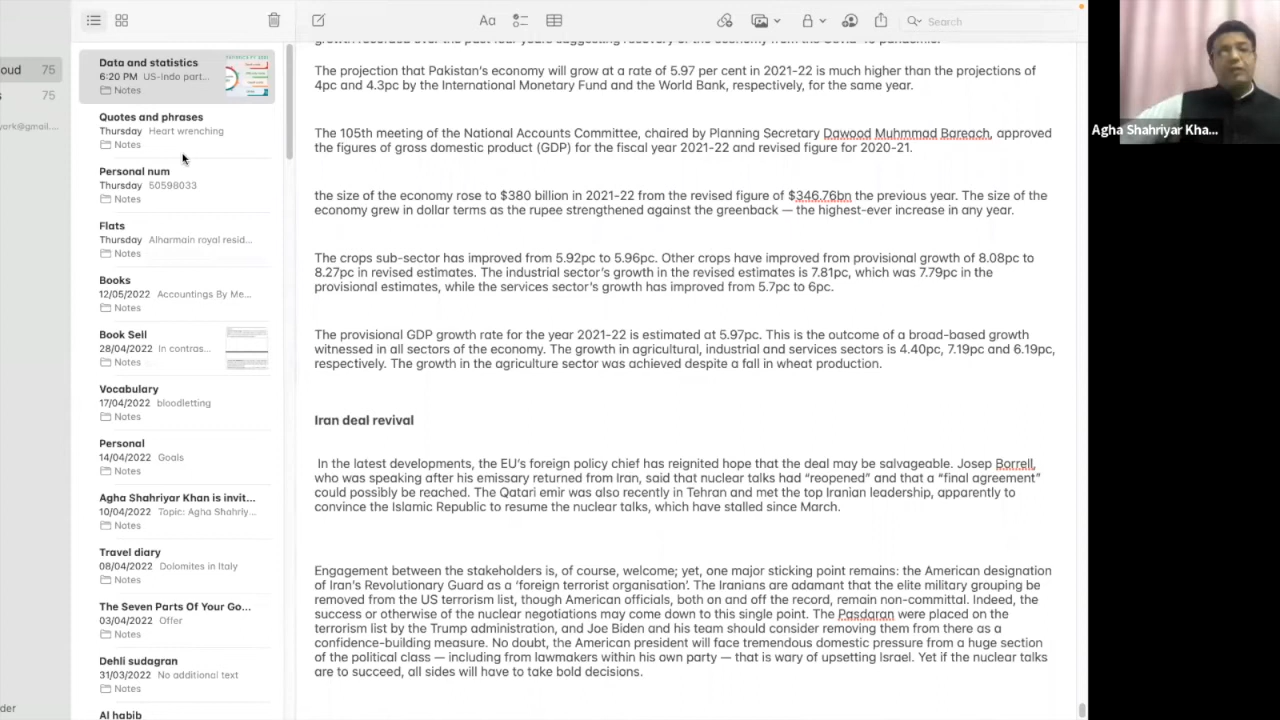 Aa
Search
oud 75
s 75
ork@gmail....
der
Data and statistics
6:20 PM US-Indo part...
Notes
Quotes and phrases
Thursday Heart wrenching
Notes
Personal num
Thursday 50598033
Notes
Flats
Thursday Alharmain royal resid...
Notes
Books
12/05/2022 Accountings By Me...
Notes
Book Sell
28/04/2022 In contras...
Notes
Vocabulary
17/04/2022 bloodletting
Notes
Personal
14/04/2022 Goals
Notes
Agha Shahriyar Khan is invit...
10/04/2022 Topic: Agha Shahriy...
Notes
Travel diary
08/04/2022 Dolomites in Italy
Notes
The Seven Parts Of Your Go...
03/04/2022 Offer
Notes
Dehli sudagran
31/03/2022 No additional text
Notes
Al habib
growth recorded over the past four years suggesting recovery of the economy from the Covid-19 pandemic.
The projection that Pakistan's economy will grow at a rate of 5.97 per cent in 2021-22 is much higher than the projections of
4pc and 4.3pc by the International Monetary Fund and the World Bank, respectively, for the same year.
The 105th meeting of the National Accounts Committee, chaired by Planning Secretary Dawood Muhmmad Bareach, approved
the figures of gross domestic product (GDP) for the fiscal year 2021-22 and revised figure for 2020-21.
the size of the economy rose to $380 billion in 2021-22 from the revised figure of $346.76bn the previous year. The size of the
economy grew in dollar terms as the rupee strengthened against the greenback — the highest-ever increase in any year.
The crops sub-sector has improved from 5.92pc to 5.96pc. Other crops have improved from provisional growth of 8.08pc to
8.27pc in revised estimates. The industrial sector's growth in the revised estimates is 7.81pc, which was 7.79pc in the
provisional estimates, while the services sector's growth has improved from 5.7pc to 6pc.
The provisional GDP growth rate for the year 2021-22 is estimated at 5.97pc. This is the outcome of a broad-based growth
witnessed in all sectors of the economy. The growth in agricultural, industrial and services sectors is 4.40pc, 7.19pc and 6.19pc,
respectively. The growth in the agriculture sector was achieved despite a fall in wheat production.
Iran deal revival
In the latest developments, the EU's foreign policy chief has reignited hope that the deal may be salvageable. Josep Borrell,
who was speaking after his emissary returned from Iran, said that nuclear talks had “reopened” and that a “final agreement”
could possibly be reached. The Qatari emir was also recently in Tehran and met the top Iranian leadership, apparently to
convince the Islamic Republic to resume the nuclear talks, which have stalled since March.
Engagement between the stakeholders is, of course, welcome; yet, one major sticking point remains: the American designation
of Iran's Revolutionary Guard as a ‘foreign terrorist organisation’. The Iranians are adamant that the elite military grouping be
removed from the US terrorism list, though American officials, both on and off the record, remain non-committal. Indeed, the
success or otherwise of the nuclear negotiations may come down to this single point. The Pasdaran were placed on the
terrorism list by the Trump administration, and Joe Biden and his team should consider removing them from there as a
confidence-building measure. No doubt, the American president will face tremendous domestic pressure from a huge section
of the political class — including from lawmakers within his own party — that is wary of upsetting Israel. Yet if the nuclear talks
are to succeed, all sides will have to take bold decisions.
Agha Shahriyar Kha...